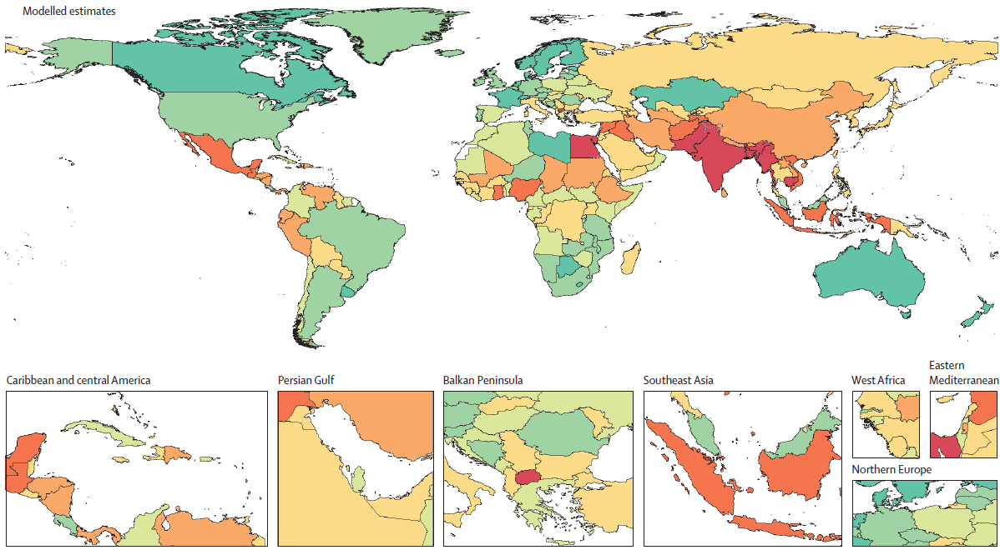 Modelled estimates
Caribbean and central America
Persian Gulf
Balkan Peninsula
Southeast Asia
West Africa
Eastern
Mediterranean
Northern Europe